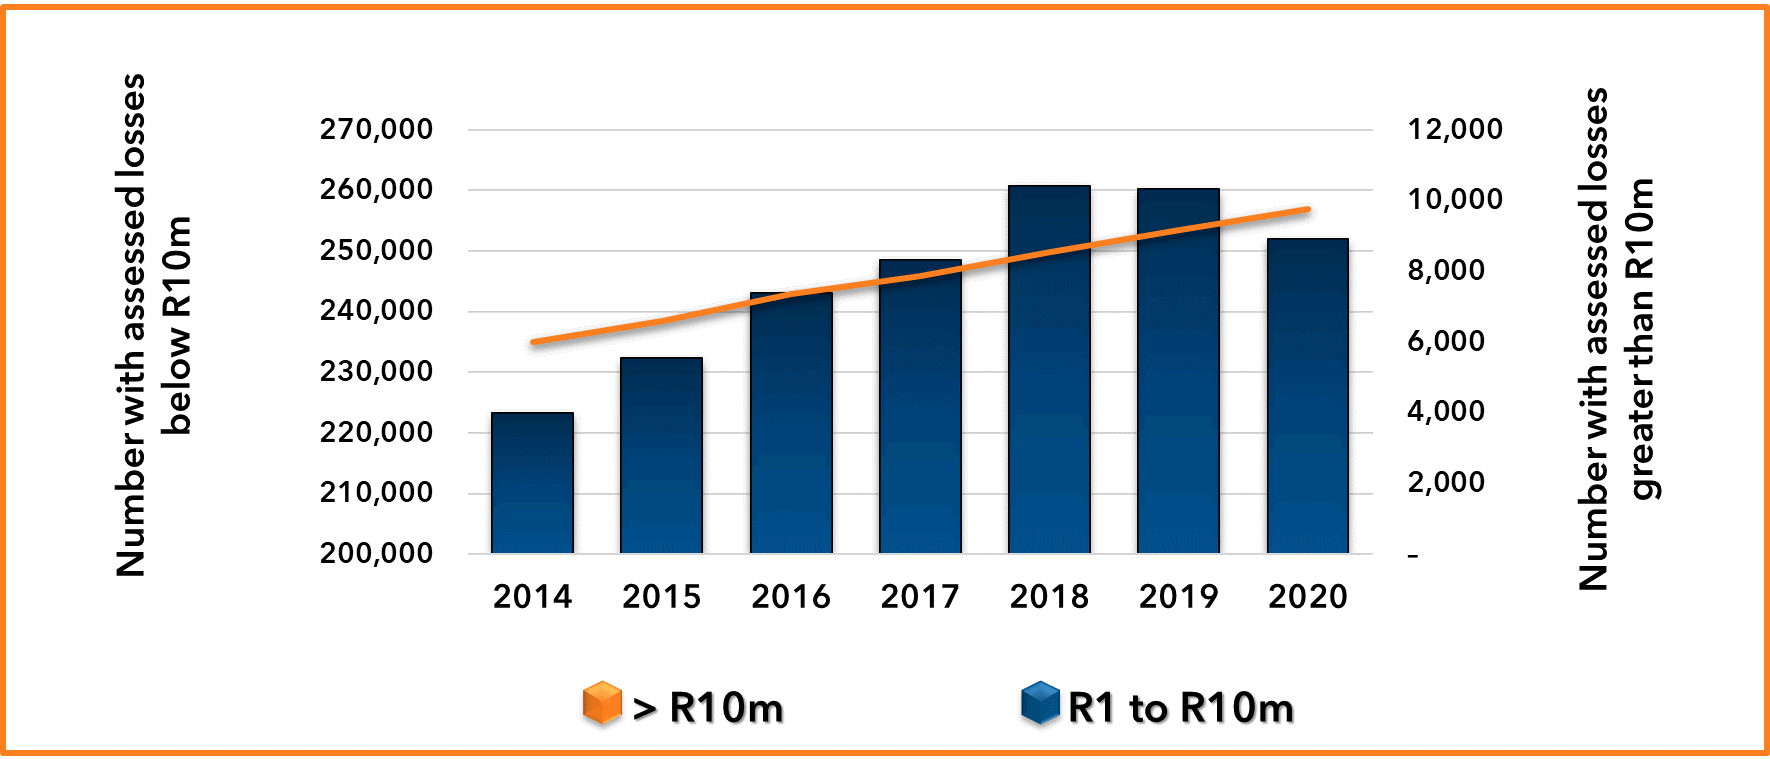 Number with assessed losses
below R10m
270,000
260,000
250,000
240,000
230,000
220,000
210,000
200,000
12,000
10,000
8,000
6,000
4,000
2,000
-
Number with assessed losses
greater than R10m
2014 2015 2016 2017 2018 2019 2020
> R10m
R1 to R10m